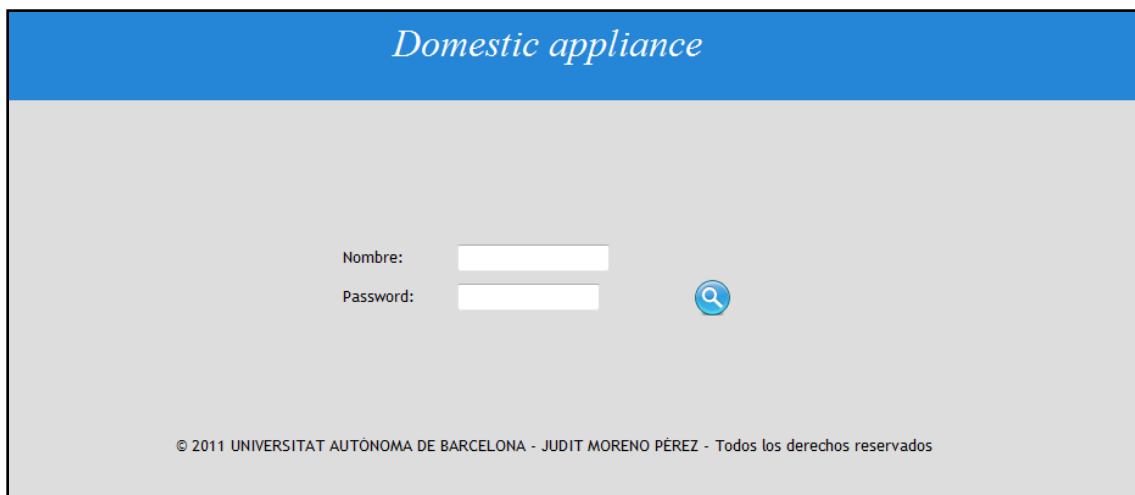 Domestic appliance
Nombre:
Password:
© 2011 UNIVERSITAT AUTÒNOMA DE BARCELONA - JUDIT MORENO PÉREZ - Todos los derechos reservados